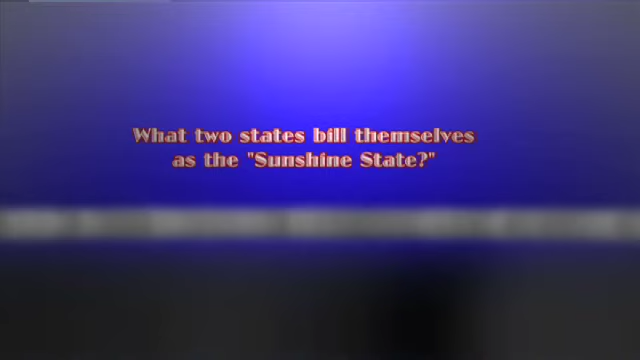 What two states bill themselves
as the "Sunshine State?"